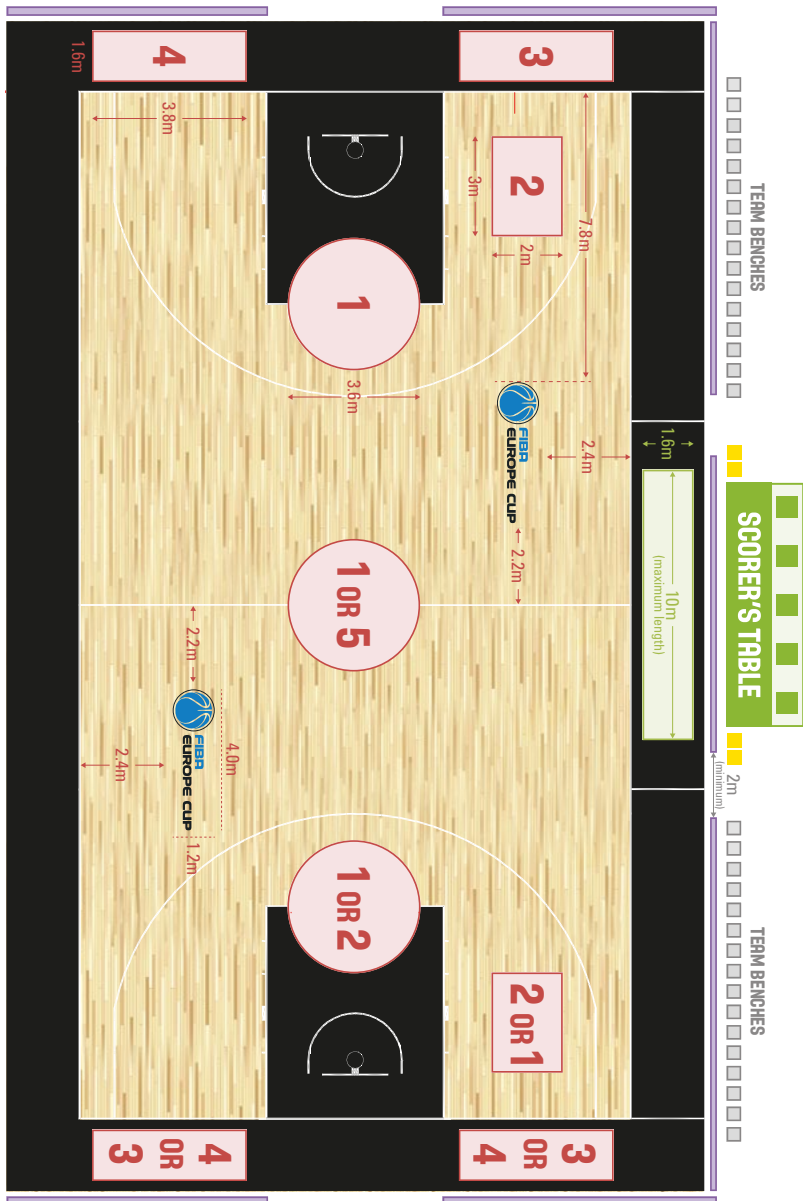 4
3
1.6m
3.8m
3m
2
7.8m
2m
TEAM BENCHES
1
3.6m
FIBA
EUROPE CUP
2.4m
1.6m
2.2m
10m
(maximum length)
SCORER'S TABLE
1 OR 5
2.2m
FIBA
EUROPE CUP
4.0m
2.4m
1.2m
2m
(minimum)
1 OR 2
2 OR 1
TEAM BENCHES
4 OR 3
3 OR 4